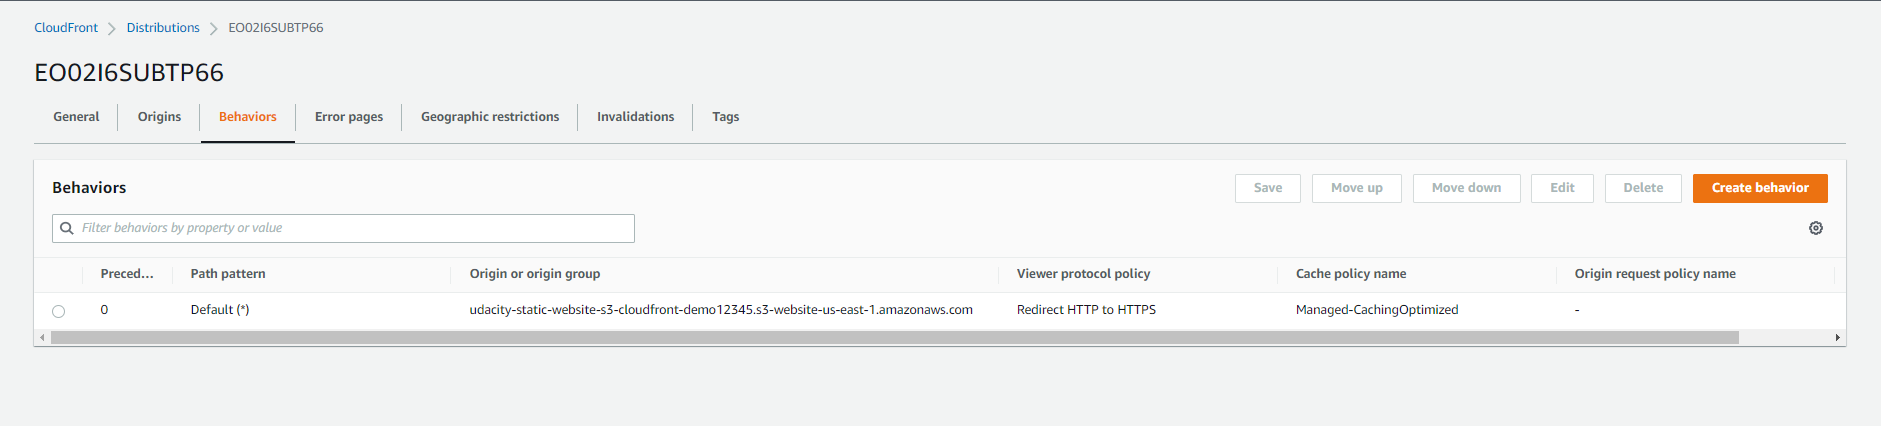 CloudFront > Distributions > EO02I6SUBTP66
EO02I6SUBTP66
General Origins Behaviors Error pages Geographic restrictions Invalidations Tags
Behaviors Save Move up Move down Edit Delete Create behavior
Filter behaviors by property or value
Preced... Path pattern Origin or origin group Viewer protocol policy Cache policy name Origin request policy name
0 Default (*) udacity-static-website-s3-cloudfront-demo12345.s3-website-us-east-1.amazonaws.com Redirect HTTP to HTTPS Managed-CachingOptimized -